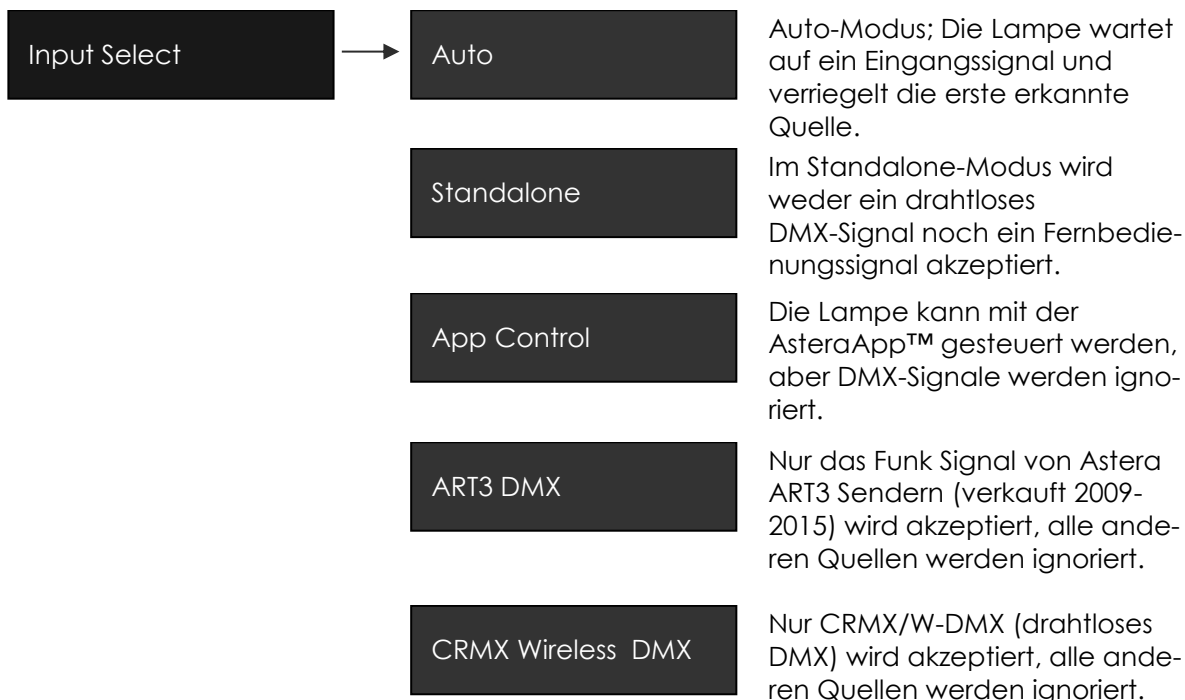 Input Select
Auto
Auto-Modus; Die Lampe wartet
auf ein Eingangssignal und
verriegelt die erste erkannte
Quelle.
Standalone
Im Standalone-Modus wird
weder ein drahtloses
DMX-Signal noch ein Fernbedie-
nungssignal akzeptiert.
App Control
Die Lampe kann mit der
AsteraApp™ gesteuert werden,
aber DMX-Signale werden igno-
riert.
ART3 DMX
Nur das Funk Signal von Astera
ART3 Sendern (verkauft 2009-
2015) wird akzeptiert, alle ande-
ren Quellen werden ignoriert.
CRMX Wireless  DMX
Nur CRMX/W-DMX (drahtloses
DMX) wird akzeptiert, alle ande-
ren Quellen werden ignoriert.